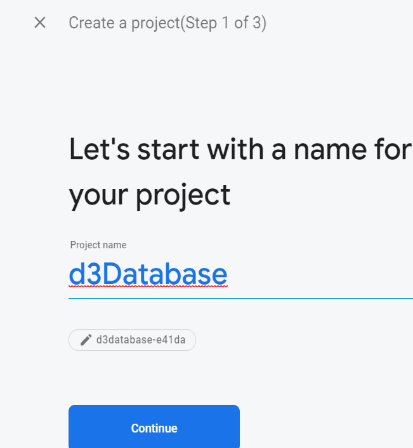 Create a project(Step 1 of 3)
Let's start with a name for
your project
Project name
d3Database
d3database-e41da
Continue